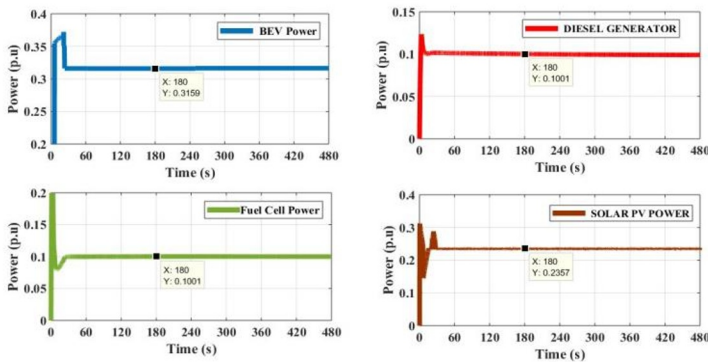 0.4
0.35
0.3
0.25
0.2
Power (p.u)
BEV Power
X: 180
Y: 0.3159
0 60 120 180 240 300 360 420 480
Time (s)
0.15
0.1
0.05
0
Power (p.u)
DIESEL GENERATOR
X: 180
Y: 0.1001
0 60 120 180 240 300 360 420 480
Time (s)
0.2
0.15
0.1
0.05
0
Power (p.u)
Fuel Cell Power
X: 180
Y: 0.1001
0 60 120 180 240 300 360 420 480
Time (s)
0.4
0.3
0.2
0.1
0
Power (p.u)
SOLAR PV POWER
X: 180
Y: 0.2357
0 60 120 180 240 300 360 420 480
Time (s)